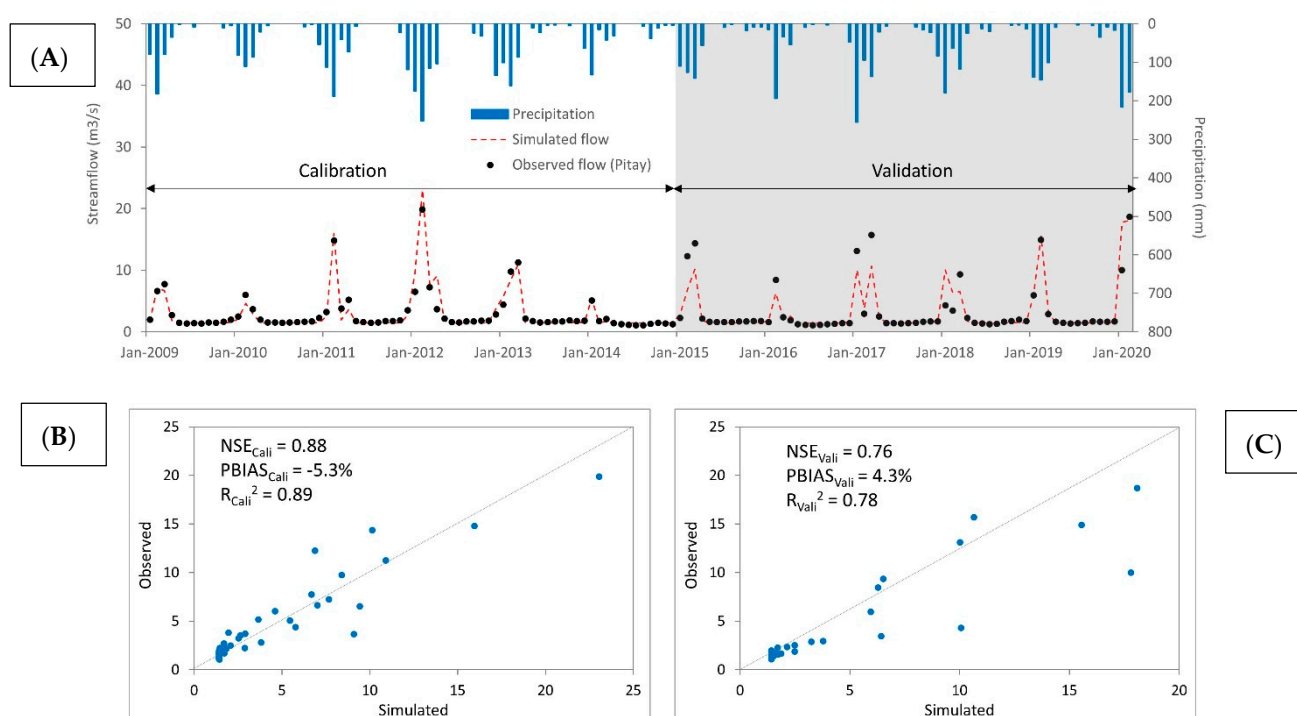 (A)
50
40
30
20
10
0
Streamflow (m3/s)
0
100
200
300
400
500
600
700
800
Precipitation (mm)
Precipitation
Simulated flow
Observed flow (Pitay)
Calibration
Validation
Jan-2009 Jan-2010 Jan-2011 Jan-2012 Jan-2013 Jan-2014 Jan-2015 Jan-2016 Jan-2017 Jan-2018 Jan-2019 Jan-2020
(B)
25
20
15
10
5
0
Observed
NSECali = 0.88
PBIASCali = -5.3%
RCali² = 0.89
0 5 10 15 20 25
Simulated
(C)
25
20
15
10
5
0
Observed
NSEVali = 0.76
PBIASVali = 4.3%
RVali² = 0.78
0 5 10 15 20
Simulated